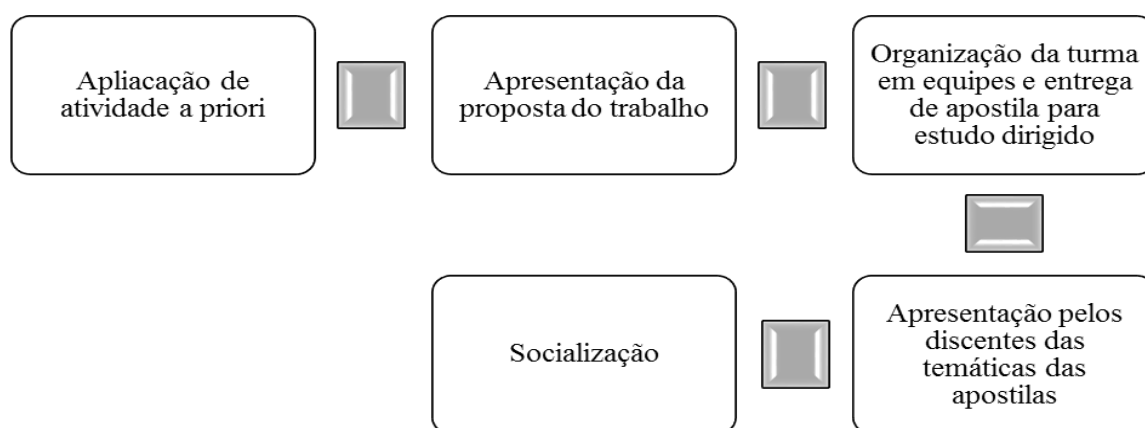 Apliacação de
atividade a priori
Apresentação da
proposta do trabalho
Organização da turma
em equipes e entrega
de apostila para
estudo dirigido
Apresentação pelos
discentes das
temáticas das
apostilas
Socialização